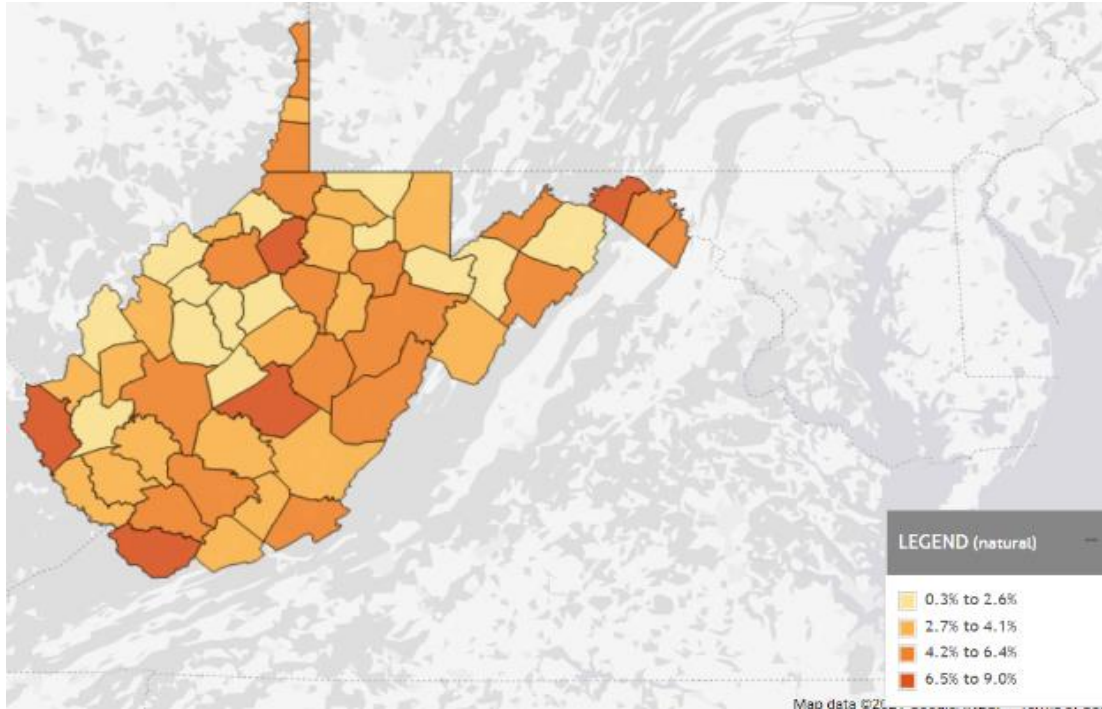 LEGEND (natural)
0.3% to 2.6%
2.7% to 4.1%
4.2% to 6.4%
6.5% to 9.0%
Map data